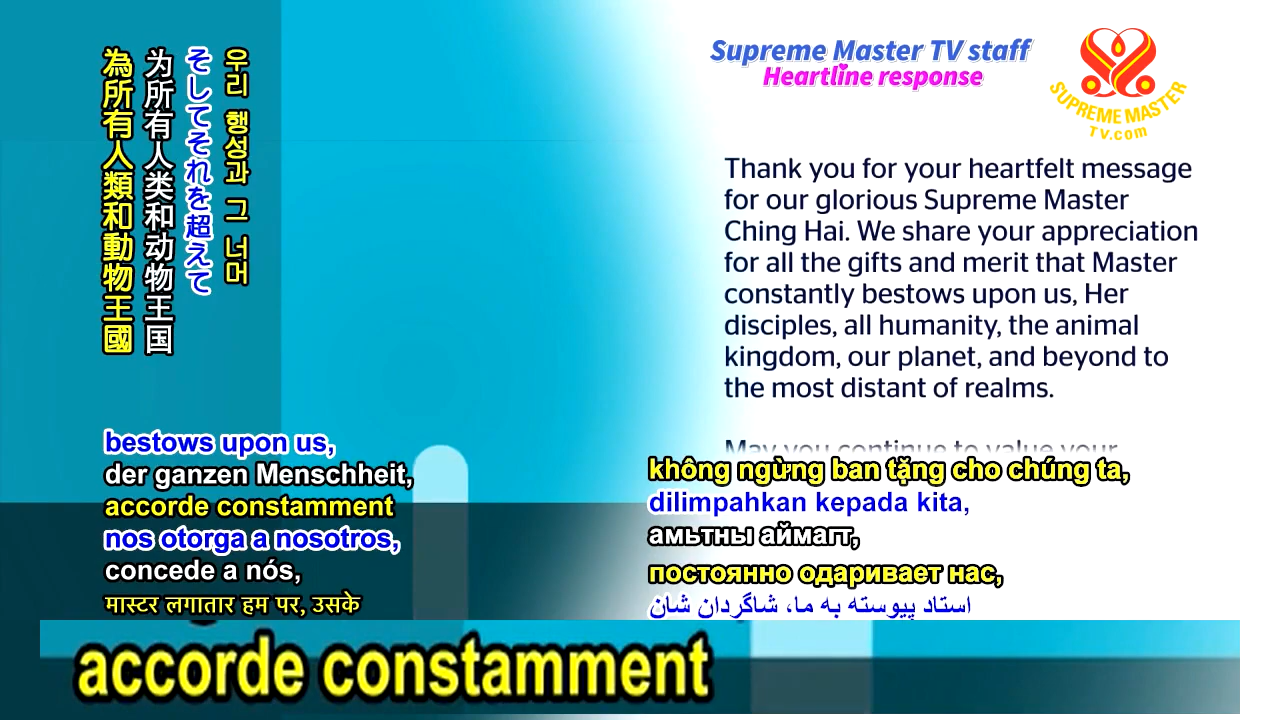 우리 행성과 그 너머
そしてそれを超えて
为所有人类和动物王国
為所有人類和動物王國
Supreme Master TV staff
Heartline response
SUPREME MASTER
TV.com
Thank you for your heartfelt message
for our glorious Supreme Master
Ching Hai. We share your appreciation
for all the gifts and merit that Master
constantly bestows upon us, Her
disciples, all humanity, the animal
kingdom, our planet, and beyond to
the most distant of realms.
May you continue to value your
bestows upon us,
der ganzen Menschheit,
accorde constamment
nos otorga a nosotros,
concede a nós,
मास्टर लगातार हम पर, उसके
không ngừng ban tặng cho chúng ta,
dilimpahkan kepada kita,
амьтны аймагт,
постоянно одаривает нас,
استاد پیوسته به ما، شاگردان شان
accorde constamment